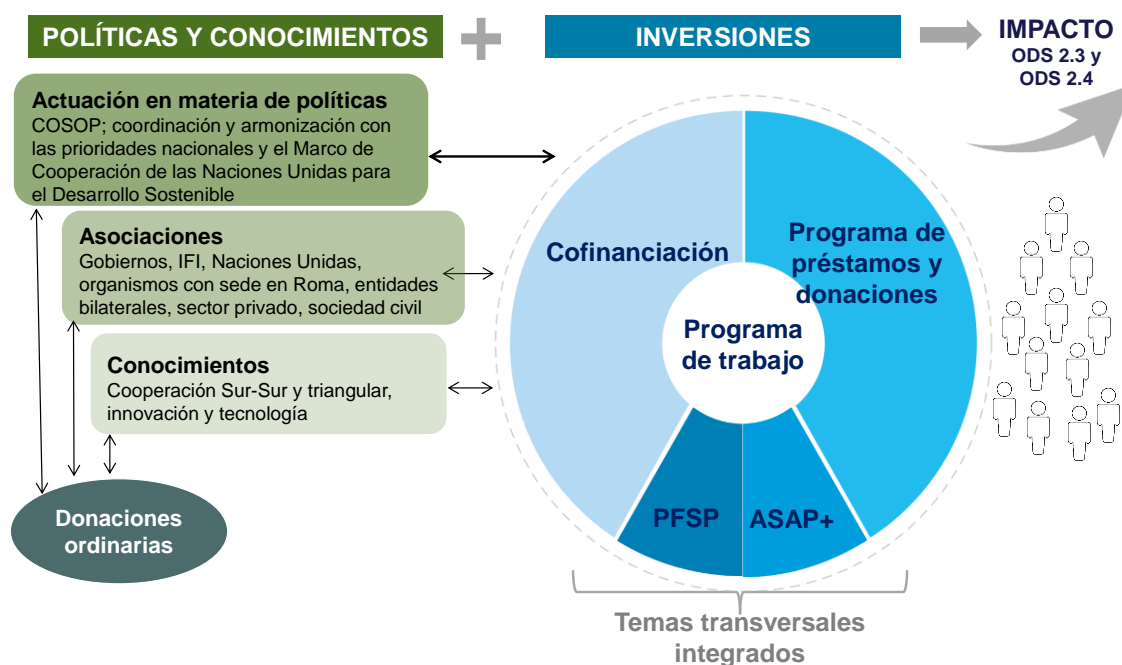 POLÍTICAS Y CONOCIMIENTOS
INVERSIONES
IMPACTO
ODS 2.3 y
ODS 2.4
Actuación en materia de políticas
COSOP; coordinación y armonización con
las prioridades nacionales y el Marco de
Cooperación de las Naciones Unidas para
el Desarrollo Sostenible
Asociaciones
Gobiernos, IFI, Naciones Unidas,
organismos con sede en Roma, entidades
bilaterales, sector privado, sociedad civil
Conocimientos
Cooperación Sur-Sur y triangular,
innovación y tecnología
Donaciones
ordinarias
Cofinanciación
Programa de
préstamos y
donaciones
Programa
de trabajo
PFSP
ASAP+
Temas transversales
integrados